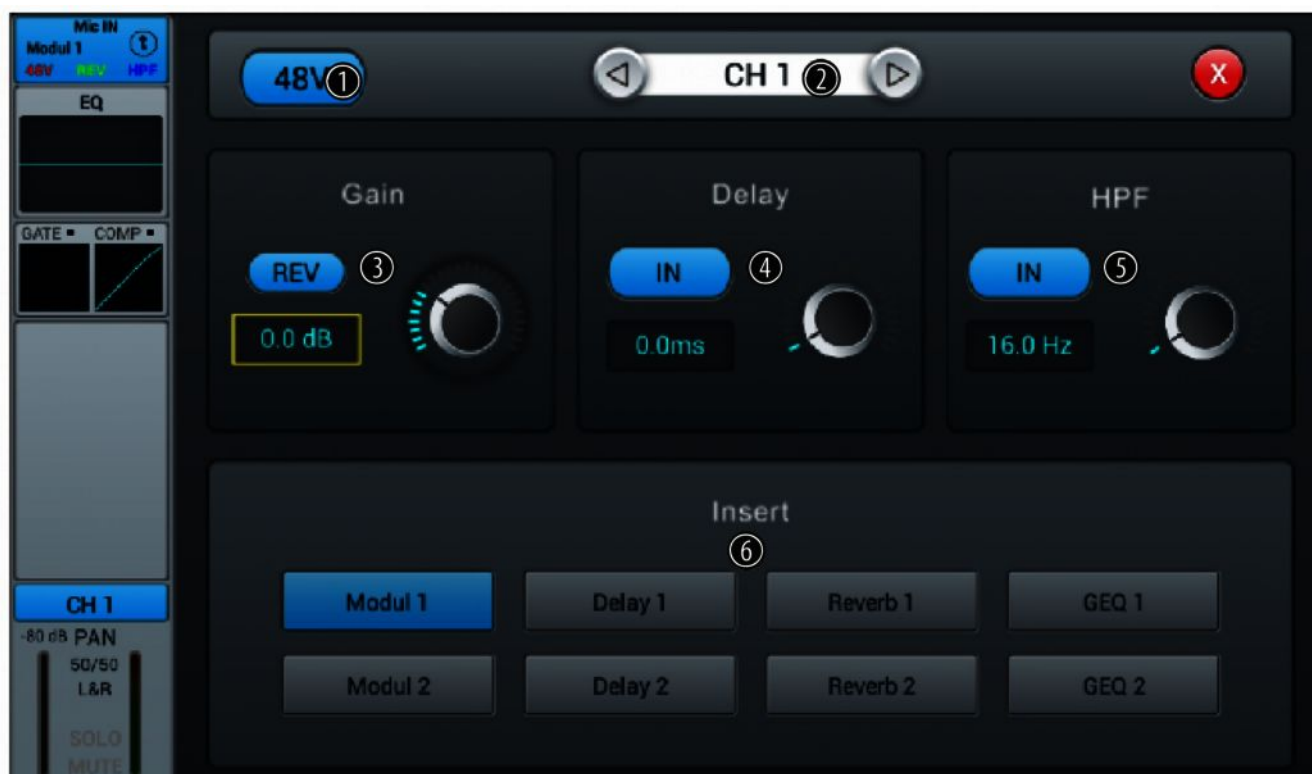 Mic IN
Modul 1
48V REV HPF
EQ
GATE COMP
CH 1
-80 dB PAN
50/50
L&R
SOLO
MUTE
48V ①
CH 1 ②
X
Gain
REV ③
0.0 dB
Delay
IN ④
0.0ms
HPF
IN ⑤
16.0 Hz
Insert
⑥
Modul 1 Delay 1 Reverb 1 GEQ 1
Modul 2 Delay 2 Reverb 2 GEQ 2